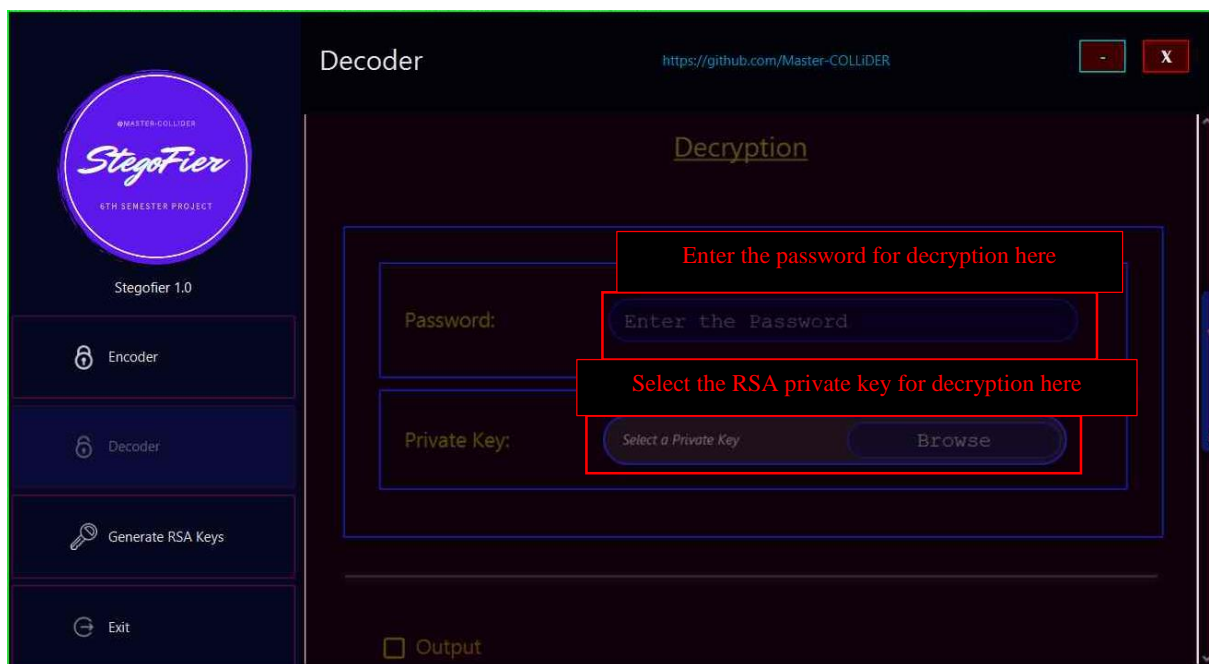 Decoder
https://github.com/Master-COLLiDER
-
X
@MASTER-COLLIDER
StegoFier
6TH SEMESTER PROJECT
Stegofier 1.0
Encoder
Decoder
Generate RSA Keys
Exit
Decryption
Enter the password for decryption here
Password:
Enter the Password
Select the RSA private key for decryption here
Private Key:
Select a Private Key
Browse
Output